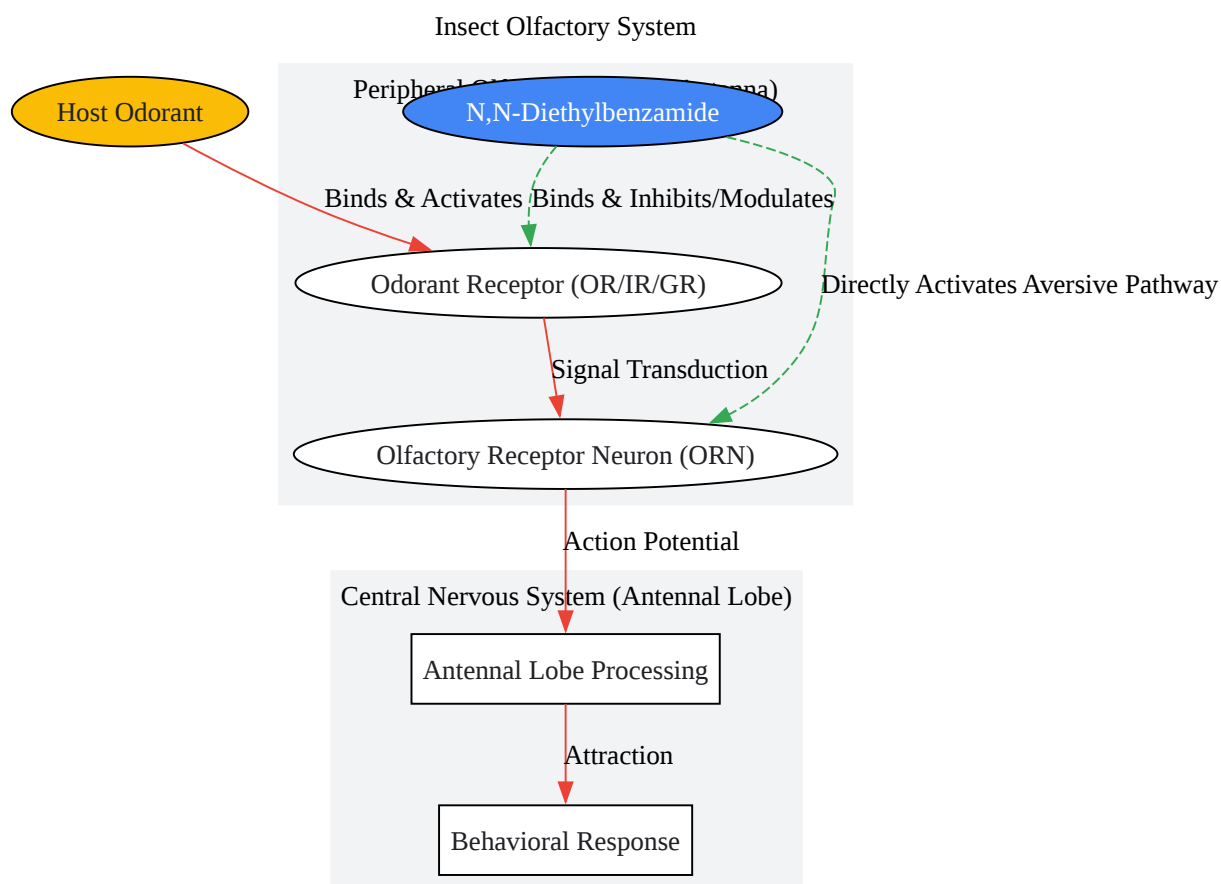 Insect Olfactory System
Host Odorant
N,N-Diethylbenzamide
Binds & Activates
Binds & Inhibits/Modulates
Odorant Receptor (OR/IR/GR)
Directly Activates Aversive Pathway
Signal Transduction
Olfactory Receptor Neuron (ORN)
Action Potential
Central Nervous System (Antennal Lobe)
Antennal Lobe Processing
Attraction
Behavioral Response